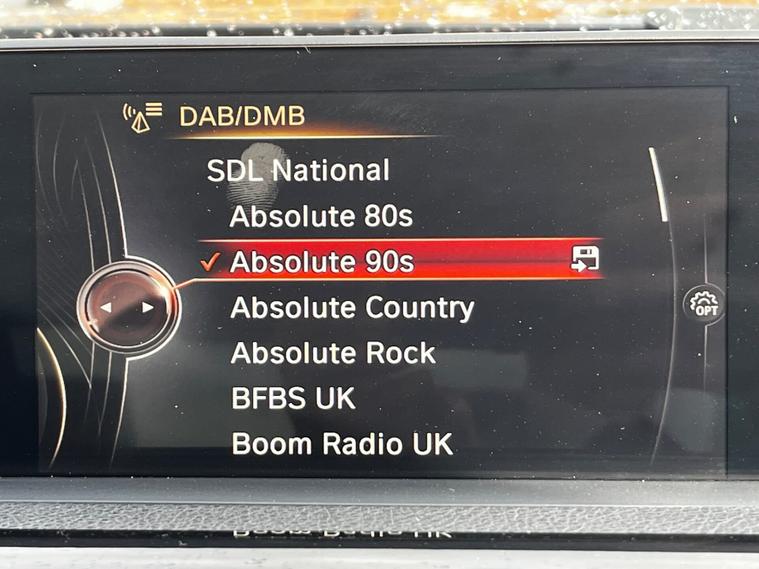 DAB/DMB
SDL National
Absolute 80s
Absolute 90s
Absolute Country
OPT
Absolute Rock
BFBS UK
Boom Radio UK